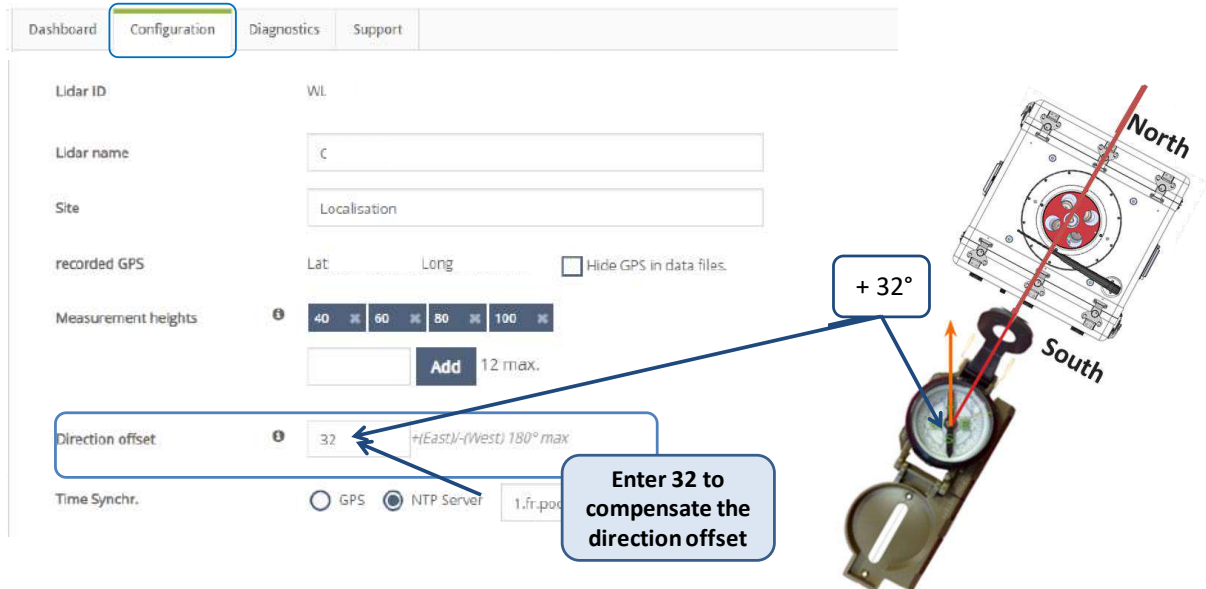 Dashboard Configuration Diagnostics Support
Lidar ID WL
Lidar name C
Site Localisation
recorded GPS Lat Long Hide GPS in data files.
Measurement heights 40 60 80 100
Add 12 max.
Direction offset 32 +(East)/-(West) 180° max
Time Synchr. GPS NTP Server 1.fr.poo
+ 32°
Enter 32 to
compensate the
direction offset
North
South